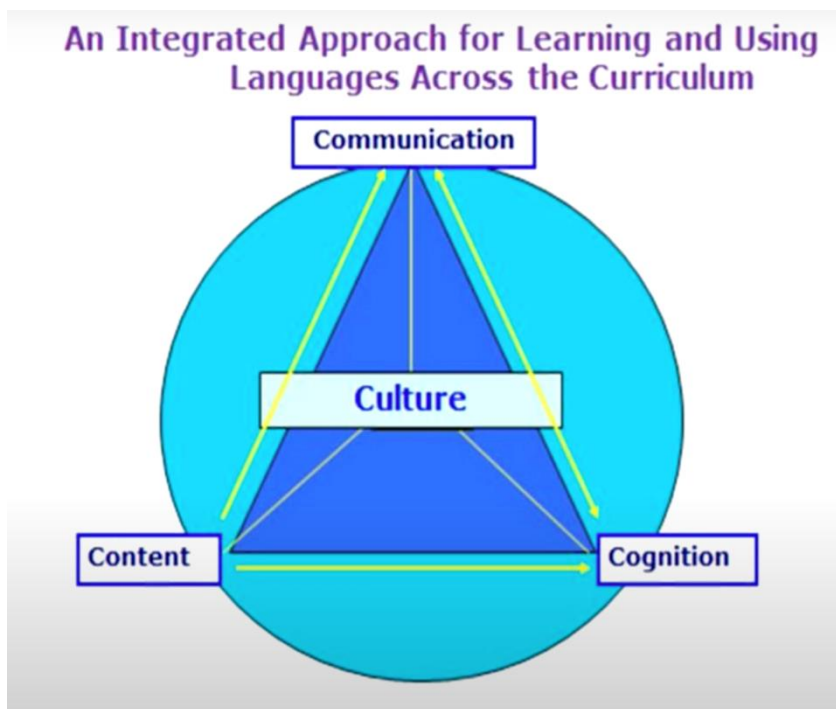 An Integrated Approach for Learning and Using
Languages Across the Curriculum
Communication
Culture
Content
Cognition